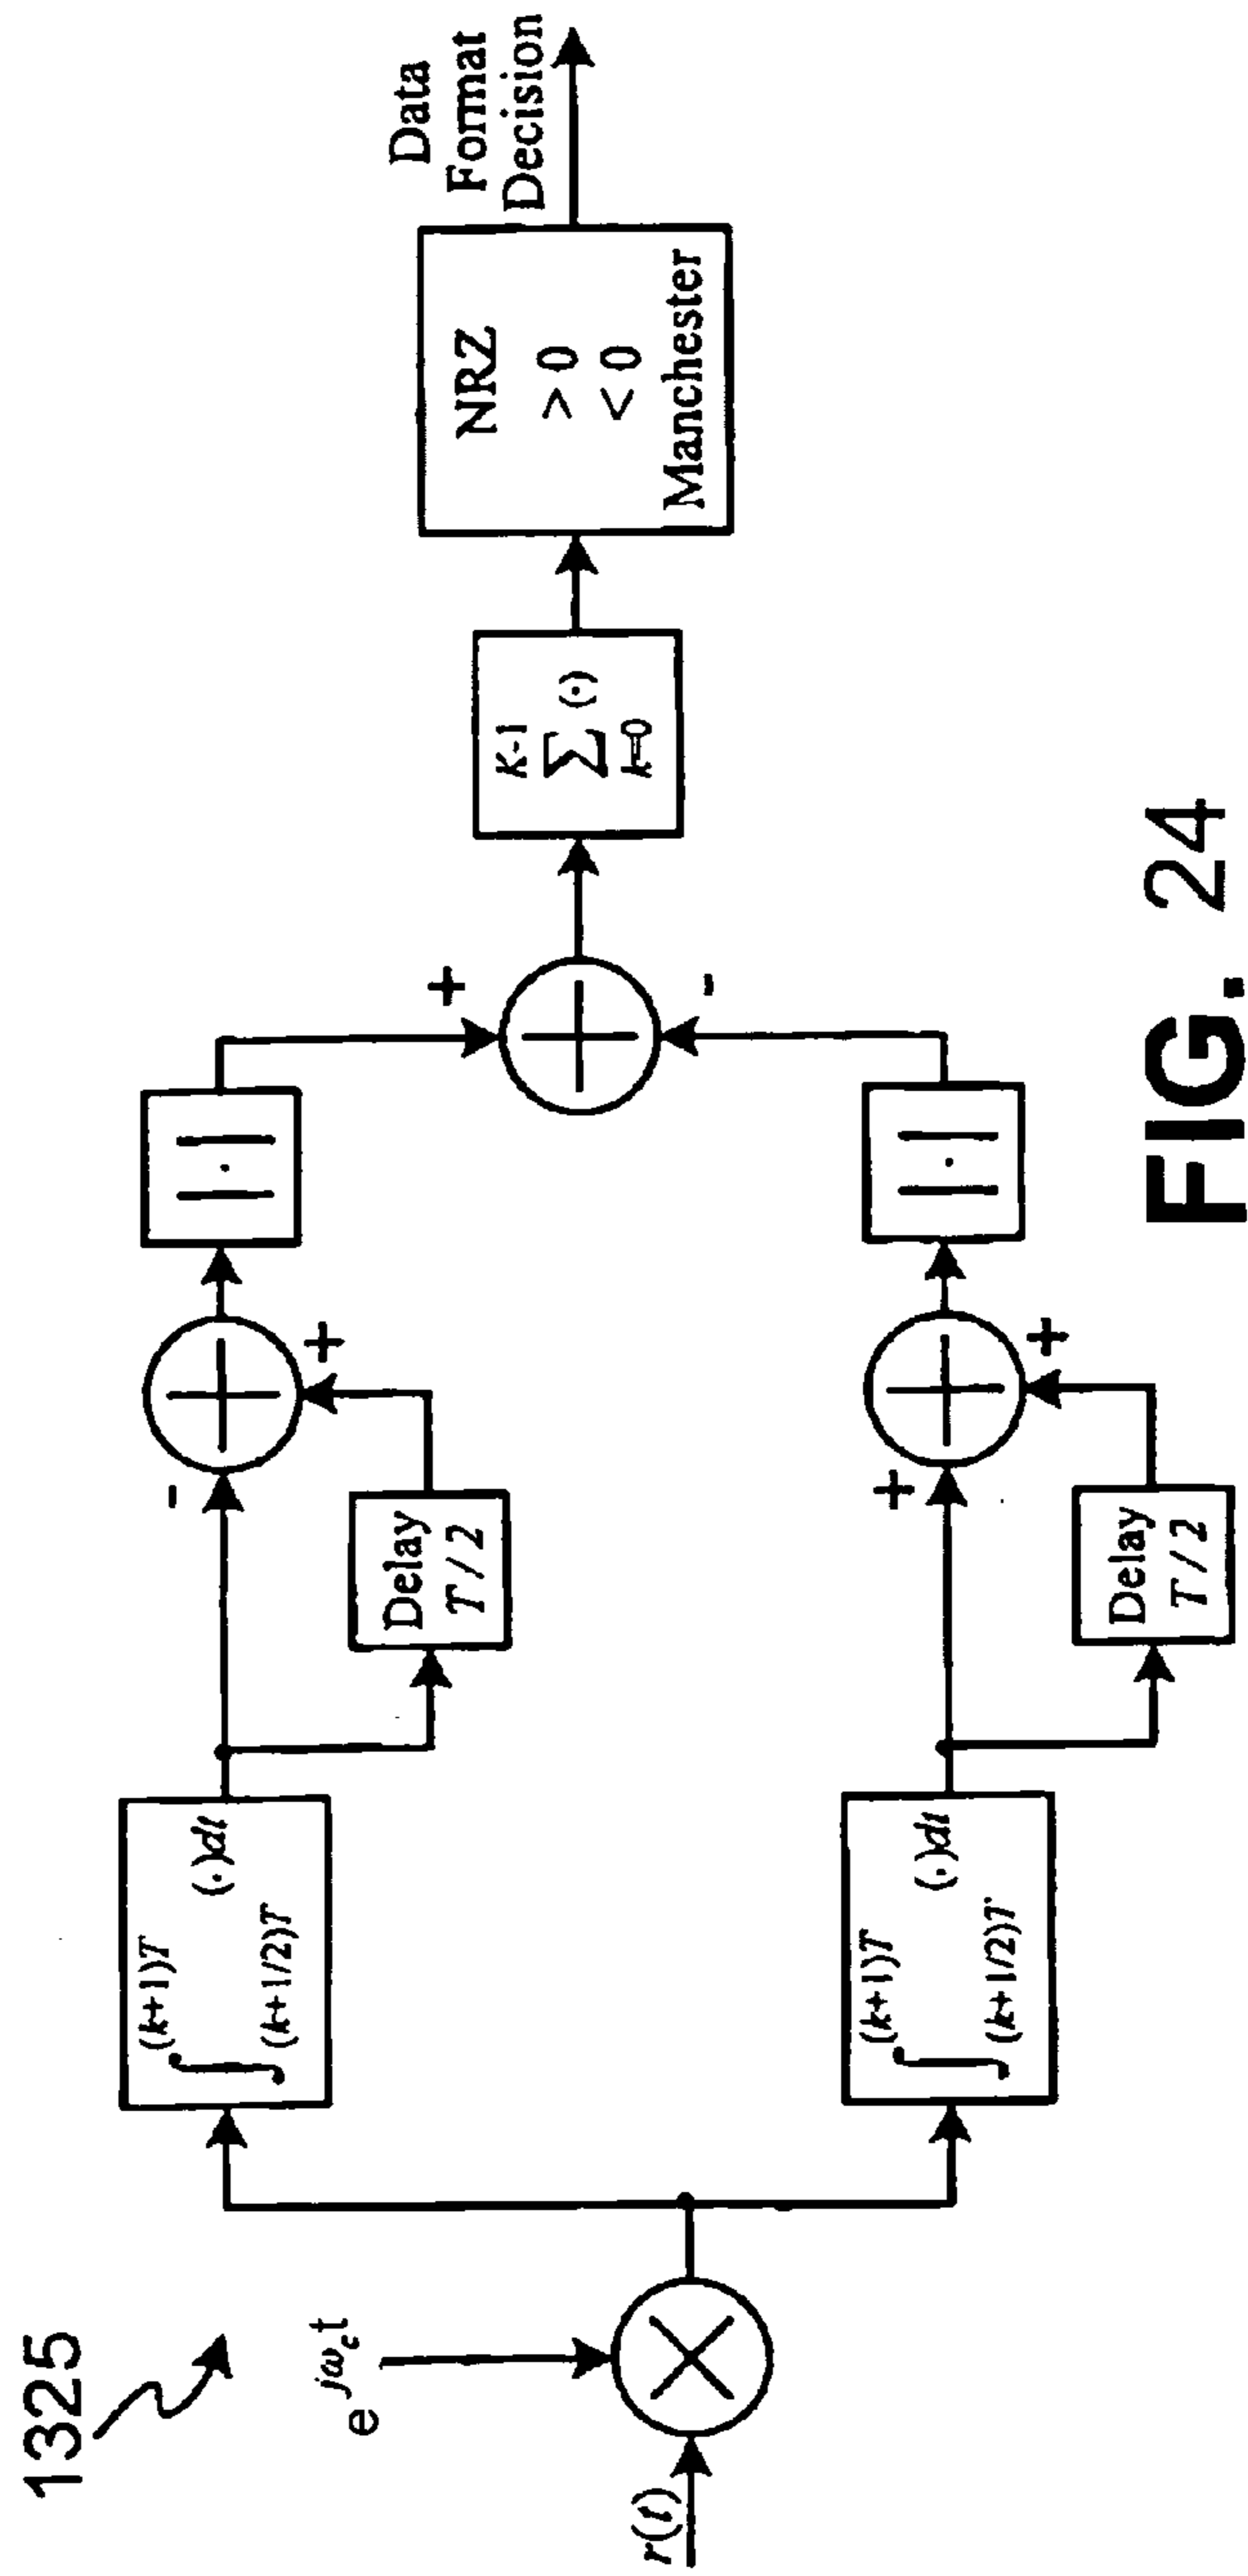 1325
r(t)
e^{jω_c t}
∫_{(k+1/2)T}^{(k+1)T} (·)dt
Delay
T / 2
-
+
|·|
∫_{(k+1/2)T}^{(k+1)T} (·)dt
Delay
T / 2
+
+
|·|
+
-
K-1
∑ (·)
k=0
NRZ
> 0
< 0
Manchester
Data
Format
Decision
FIG. 24